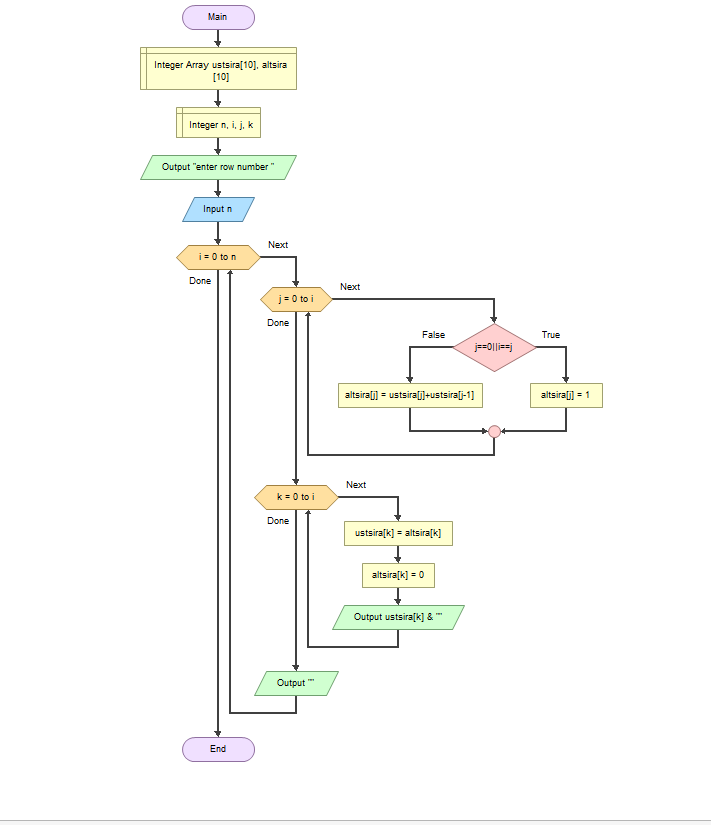 Main
Integer Array ustsira[10], altsira
[10]
Integer n, i, j, k
Output "enter row number "
Input n
i = 0 to n
Next
Done
j = 0 to i
Next
Done
j==0||i==j
False
True
altsira[j] = ustsira[j]+ustsira[j-1]
altsira[j] = 1
k = 0 to i
Next
Done
ustsira[k] = altsira[k]
altsira[k] = 0
Output ustsira[k] & ""
Output ""
End